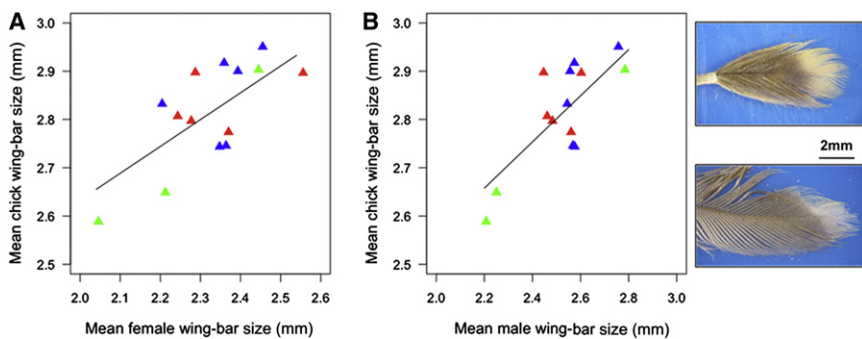 A
Mean chick wing-bar size (mm)
3.0
2.9
2.8
2.7
2.6
2.5
2.0 2.1 2.2 2.3 2.4 2.5 2.6
Mean female wing-bar size (mm)
B
Mean chick wing-bar size (mm)
3.0
2.9
2.8
2.7
2.6
2.5
2.0 2.2 2.4 2.6 2.8 3.0
Mean male wing-bar size (mm)
2mm